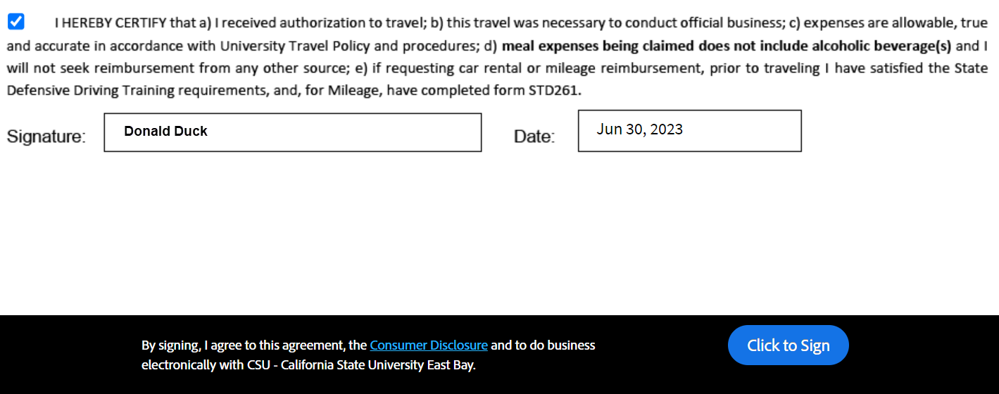 I HEREBY CERTIFY that a) I received authorization to travel; b) this travel was necessary to conduct official business; c) expenses are allowable, true
and accurate in accordance with University Travel Policy and procedures; d) meal expenses being claimed does not include alcoholic beverage(s) and I
will not seek reimbursement from any other source; e) if requesting car rental or mileage reimbursement, prior to traveling I have satisfied the State
Defensive Driving Training requirements, and, for Mileage, have completed form STD261.
Signature: Donald Duck Date: Jun 30, 2023
By signing, I agree to this agreement, the Consumer Disclosure and to do business
electronically with CSU - California State University East Bay.
Click to Sign